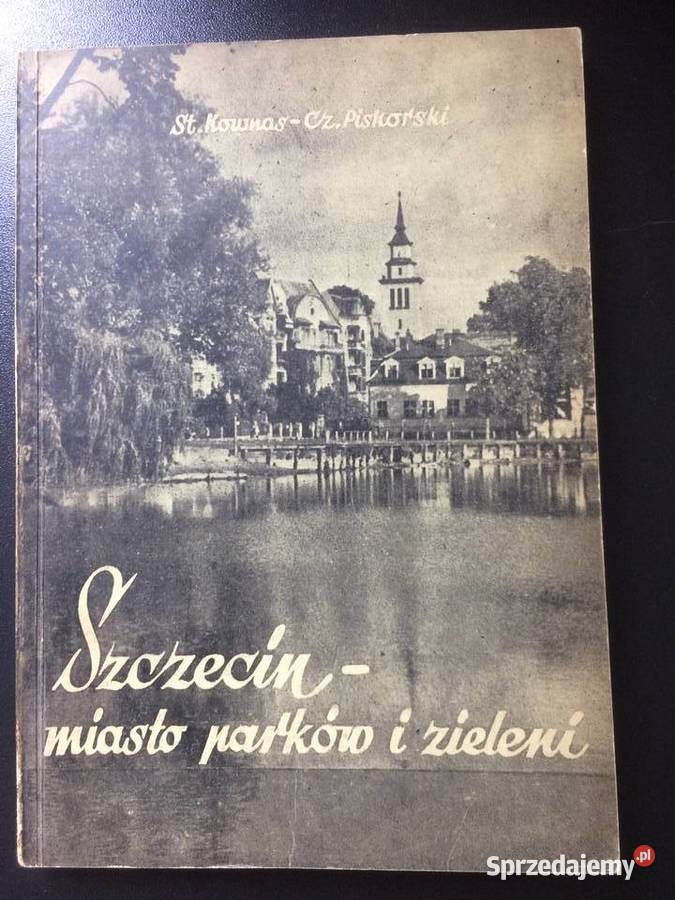 St. Kownas - Cz. Piskorski
Szczecin -
miasto parków i zieleni
Sprzedajemy.pl